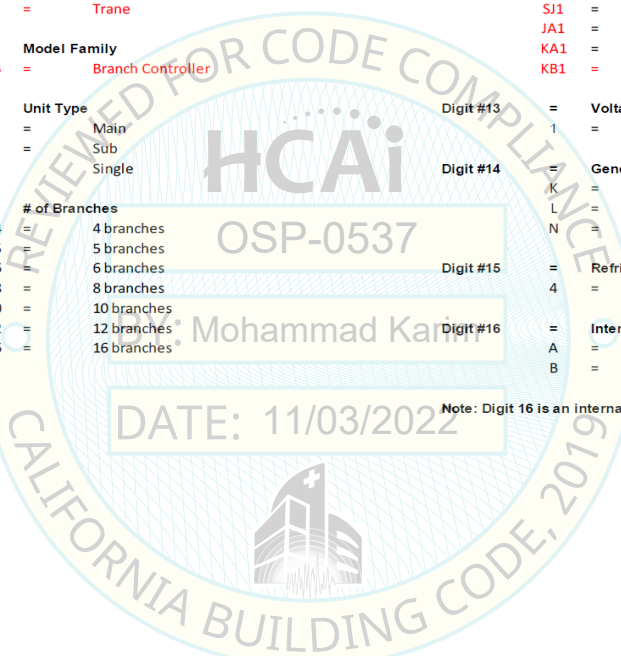 = Trane
Model Family
= Branch Controller
Unit Type
= Main
= Sub
Single
# of Branches
= 4 branches
= 5 branches
= 6 branches
= 8 branches
= 10 branches
= 12 branches
= 16 branches
SJ1 =
JA1 =
KA1 =
KB1 =
Digit #13 =
1 =
Digit #14 =
K =
L =
N =
Digit #15 =
4 =
Digit #16 =
A =
B =
Note: Digit 16 is an
REVIEWED FOR CODE COMPLIANCE
HCAi
OSP-0537
BY: Mohammad Karim
DATE: 11/03/2022
CALIFORNIA BUILDING CODE, 2019